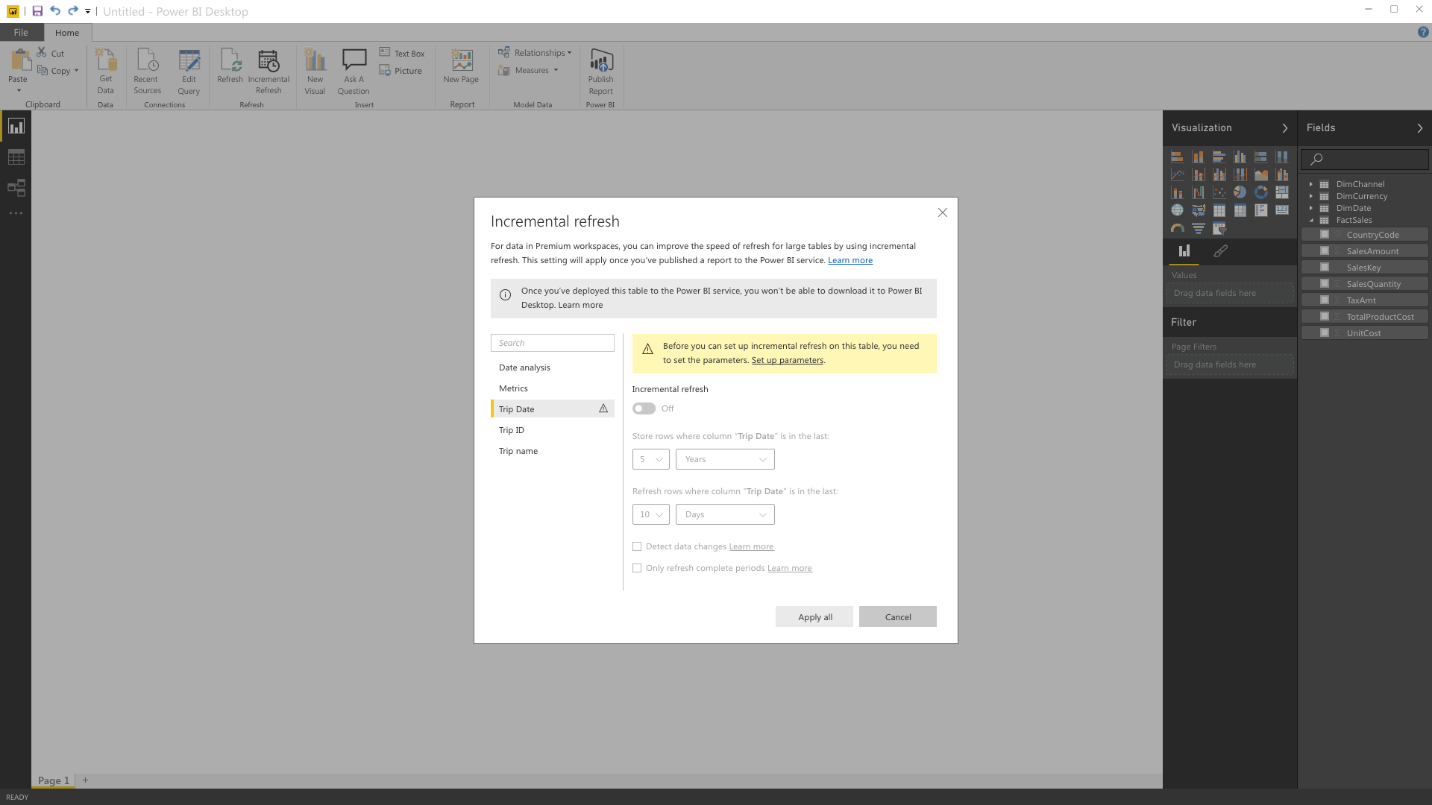 Untitled - Power BI Desktop
File
Home
Paste
Cut
Copy
Clipboard
Get
Data
Data
Recent
Sources
Edit
Query
Connections
Refresh
Incremental
Refresh
Refresh
New
Visual
Ask A
Question
Text Box
Picture
Insert
New Page
Report
Relationships
Measures
Model Data
Publish
Report
Power BI
Visualization
Values
Drag data fields here
Filter
Page Filters
Drag data fields here
Fields
DimChannel
DimCurrency
DimDate
FactSales
CountryCode
SalesAmount
SalesKey
SalesQuantity
TaxAmt
TotalProductCost
UnitCost
Incremental refresh
For data in Premium workspaces, you can improve the speed of refresh for large tables by using incremental
refresh. This setting will apply once you've published a report to the Power BI service. Learn more
Once you've deployed this table to the Power BI service, you won't be able to download it to Power BI
Desktop. Learn more
Search
Date analysis
Metrics
Trip Date
Trip ID
Trip name
Before you can set up incremental refresh on this table, you need
to set the parameters. Set up parameters.
Incremental refresh
Off
Store rows where column "Trip Date" is in the last:
5 Years
Refresh rows where column "Trip Date" is in the last:
10 Days
Detect data changes Learn more
Only refresh complete periods Learn more
Apply all
Cancel
Page 1 +
READY